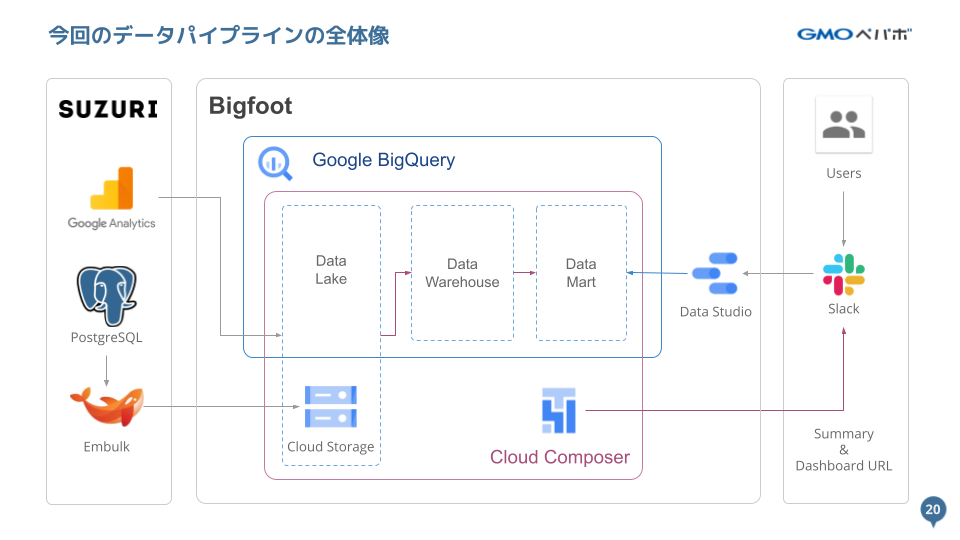 今回のデータパイプラインの全体像
GMOペパボ
SUZURI
Google Analytics
PostgreSQL
Embulk
Bigfoot
Google BigQuery
Data
Lake
Data
Warehouse
Data
Mart
Cloud Storage
Cloud Composer
Data Studio
Users
Slack
Summary
&
Dashboard URL
20